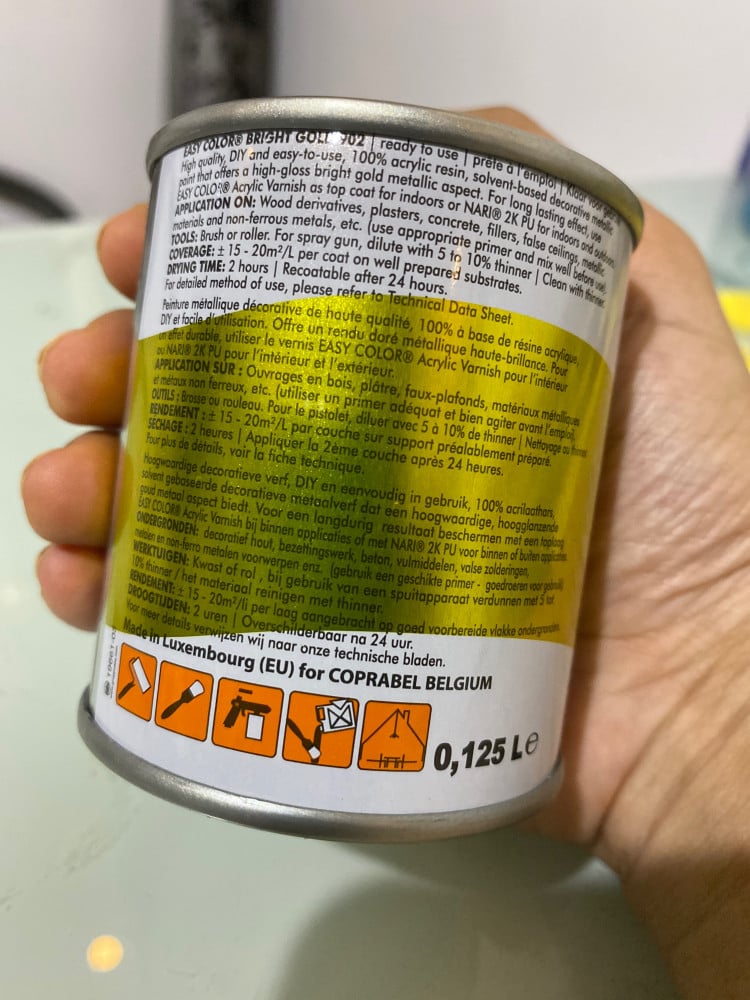 EASY COLOR® BRIGHT GOLD 902 | ready to use | prête à l'emploi | Klaar voor
High quality, DIY and easy-to-use, 100% acrylic resin, solvent-based decorative metallic
paint that offers a high-gloss bright gold metallic aspect. For long lasting effect, use
EASY COLOR® Acrylic Varnish as top coat for indoors or NARI® 2K PU for indoors and outdoors.
APPLICATION ON: Wood derivatives, plasters, concrete, fillers, false ceilings, metallic
materials and non-ferrous metals, etc. (use appropriate primer and mix well before use)
TOOLS: Brush or roller. For spray gun, dilute with 5 to 10% thinner | Clean with thinner.
COVERAGE: ± 15 - 20m²/L per coat on well prepared substrates.
DRYING TIME: 2 hours | Recoatable after 24 hours.
For detailed method of use, please refer to Technical Data Sheet.
Peinture métallique décorative de haute qualité, 100% à base de résine acrylique,
DIY et facile d'utilisation. Offre un rendu doré métallique haute-brillance. Pour
un effet durable, utiliser le vernis EASY COLOR® Acrylic Varnish pour l'intérieur
ou NARI® 2K PU pour l'intérieur et l'extérieur.
APPLICATION SUR : Ouvrages en bois, plâtre, faux-plafonds, matériaux métalliques
et métaux non ferreux, etc. (utiliser un primer adéquat et bien agiter avant l'emploi).
OUTILS : Brosse ou rouleau. Pour le pistolet, diluer avec 5 à 10% de thinner | Nettoyage au thinner
RENDEMENT : ± 15 - 20m²/L par couche sur support préalablement préparé.
SÉCHAGE : 2 heures | Appliquer la 2ème couche après 24 heures.
Pour plus de détails, voir la fiche technique.
Hoogwaardige decoratieve verf, DIY en eenvoudig in gebruik, 100% acrilaathars,
solvent gebaseerde decoratieve metaalverf dat een hoogwaardige, hoogglanzende
goud metaal aspect biedt. Voor een langdurig resultaat beschermen met een toplaag
EASY COLOR® Acrylic Varnish bij binnen applicaties of met NARI® 2K PU voor binnen of buiten applicaties.
ONDERGRONDEN: decoratief hout, bezettingswerk, beton, vulmiddelen, valse zolderingen,
metalen en non-ferro metalen voorwerpen enz. (gebruik een geschikte primer - goedroeren voor gebruik)
WERKTUIGEN: Kwast of rol , bij gebruik van een spuitapparaat verdunnen met 5 tot
10% thinner / het materiaal reinigen met thinner.
RENDEMENT: ± 15 - 20m²/li per laag aangebracht op goed voorbereide vlakke ondergronden.
DROOGTIJDEN: 2 uren | Overschilderbaar na 24 uur.
Voor meer details verwijzen wij naar onze technische bladen.
Made in Luxembourg (EU) for COPRABEL BELGIUM
0,125 L e